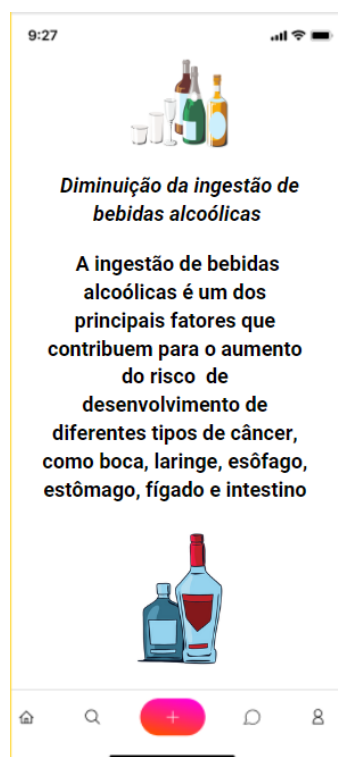 9:27
Diminuição da ingestão de
bebidas alcoólicas
A ingestão de bebidas
alcoólicas é um dos
principais fatores que
contribuem para o aumento
do risco de
desenvolvimento de
diferentes tipos de câncer,
como boca, laringe, esôfago,
estômago, fígado e intestino